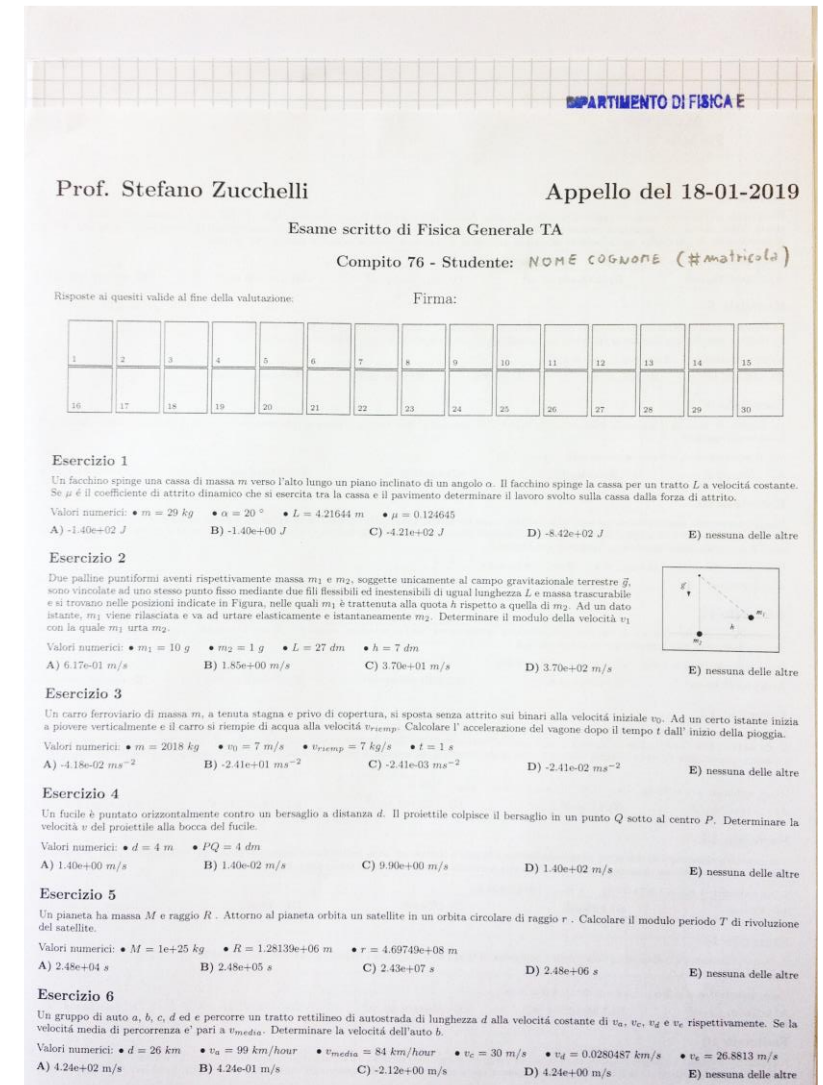 DIPARTIMENTO DI FISICA E
Prof. Stefano Zucchelli Appello del 18-01-2019
Esame scritto di Fisica Generale TA
Compito 76 - Studente: NOME COGNOME (#matricola)
Risposte ai quesiti valide al fine della valutazione: Firma:
1 2 3 4 5 6 7 8 9 10 11 12 13 14 15
16 17 18 19 20 21 22 23 24 25 26 27 28 29 30
Esercizio 1
Un facchino spinge una cassa di massa m verso l'alto lungo un piano inclinato di un angolo α. Il facchino spinge la cassa per un tratto L a velocitá costante.
Se μ é il coefficiente di attrito dinamico che si esercita tra la cassa e il pavimento determinare il lavoro svolto sulla cassa dalla forza di attrito.
Valori numerici: • m = 29 kg • α = 20 ° • L = 4.21644 m • μ = 0.124645
A) -1.40e+02 J B) -1.40e+00 J C) -4.21e+02 J D) -8.42e+02 J E) nessuna delle altre
Esercizio 2
Due palline puntiformi aventi rispettivamente massa m₁ e m₂, soggette unicamente al campo gravitazionale terrestre g⃗,
sono vincolate ad uno stesso punto fisso mediante due fili flessibili ed inestensibili di ugual lunghezza L e massa trascurabile
e si trovano nelle posizioni indicate in Figura, nelle quali m₁ è trattenuta alla quota h rispetto a quella di m₂. Ad un dato
istante, m₁ viene rilasciata e va ad urtare elasticamente e istantaneamente m₂. Determinare il modulo della velocità v₁
con la quale m₁ urta m₂.
g⃗
m₁
h
m₂
Valori numerici: • m₁ = 10 g • m₂ = 1 g • L = 27 dm • h = 7 dm
A) 6.17e-01 m/s B) 1.85e+00 m/s C) 3.70e+01 m/s D) 3.70e+02 m/s E) nessuna delle altre
Esercizio 3
Un carro ferroviario di massa m, a tenuta stagna e privo di copertura, si sposta senza attrito sui binari alla velocitá iniziale v₀. Ad un certo istante inizia
a piovere verticalmente e il carro si riempie di acqua alla velocitá vᵣᵢₑₘₚ. Calcolare l' accelerazione del vagone dopo il tempo t dall' inizio della pioggia.
Valori numerici: • m = 2018 kg • v₀ = 7 m/s • vᵣᵢₑₘₚ = 7 kg/s • t = 1 s
A) -4.18e-02 ms⁻² B) -2.41e+01 ms⁻² C) -2.41e-03 ms⁻² D) -2.41e-02 ms⁻² E) nessuna delle altre
Esercizio 4
Un fucile è puntato orizzontalmente contro un bersaglio a distanza d. Il proiettile colpisce il bersaglio in un punto Q sotto al centro P. Determinare la
velocità v del proiettile alla bocca del fucile.
Valori numerici: • d = 4 m • PQ = 4 dm
A) 1.40e+00 m/s B) 1.40e-02 m/s C) 9.90e+00 m/s D) 1.40e+02 m/s E) nessuna delle altre
Esercizio 5
Un pianeta ha massa M e raggio R . Attorno al pianeta orbita un satellite in un orbita circolare di raggio r . Calcolare il modulo periodo T di rivoluzione
del satellite.
Valori numerici: • M = 1e+25 kg • R = 1.28139e+06 m • r = 4.69749e+08 m
A) 2.48e+04 s B) 2.48e+05 s C) 2.43e+07 s D) 2.48e+06 s E) nessuna delle altre
Esercizio 6
Un gruppo di auto a, b, c, d ed e percorre un tratto rettilineo di autostrada di lunghezza d alla velocitá costante di vₐ, v_c, v_d e vₑ rispettivamente. Se la
velocitá media di percorrenza e' pari a v_media. Determinare la velocitá dell'auto b.
Valori numerici: • d = 26 km • vₐ = 99 km/hour • v_media = 84 km/hour • v_c = 30 m/s • v_d = 0.0280487 km/s • vₑ = 26.8813 m/s
A) 4.24e+02 m/s B) 4.24e-01 m/s C) -2.12e+00 m/s D) 4.24e+00 m/s E) nessuna delle altre